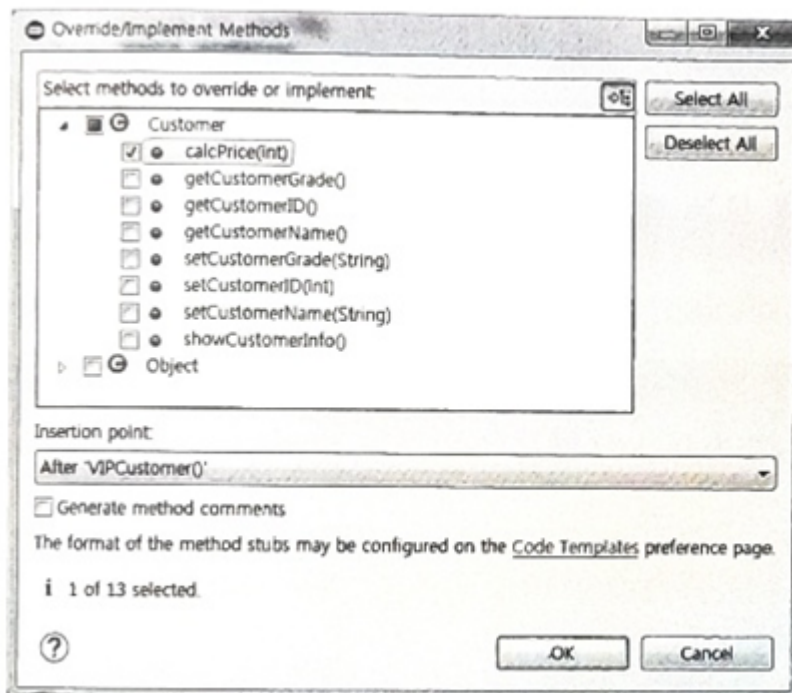 Override/Implement Methods
Select methods to override or implement:
Select All
Deselect All
Customer
calcPrice(int)
getCustomerGrade()
getCustomerID()
getCustomerName()
setCustomerGrade(String)
setCustomerID(int)
setCustomerName(String)
showCustomerInfo()
Object
Insertion point:
After 'VIPCustomer()'
Generate method comments
The format of the method stubs may be configured on the Code Templates preference page.
i 1 of 13 selected.
?
OK
Cancel